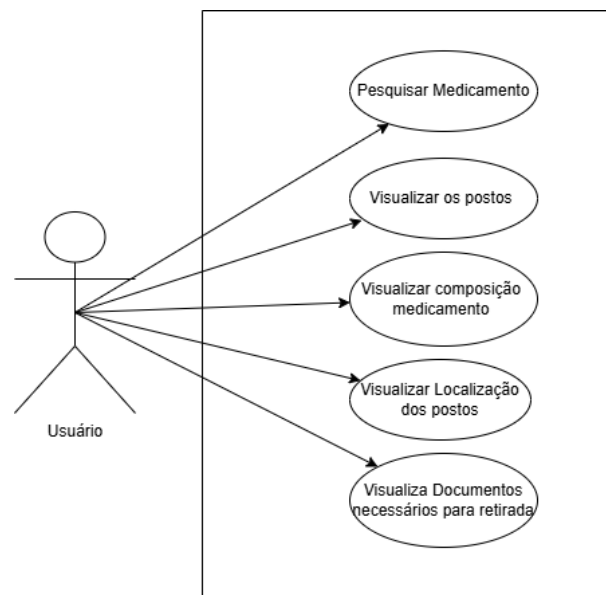 Pesquisar Medicamento
Visualizar os postos
Visualizar composição
medicamento
Visualizar Localização
dos postos
Usuário
Visualiza Documentos
necessários para retirada